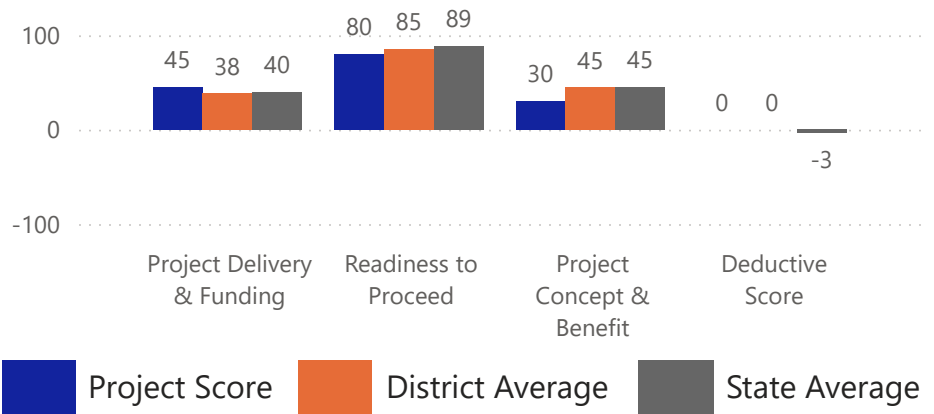 100
0
-100
45
38
40
80
85
89
30
45
45
0
0
-3
Project Delivery
& Funding
Readiness to
Proceed
Project
Concept &
Benefit
Deductive
Score
Project Score
District Average
State Average